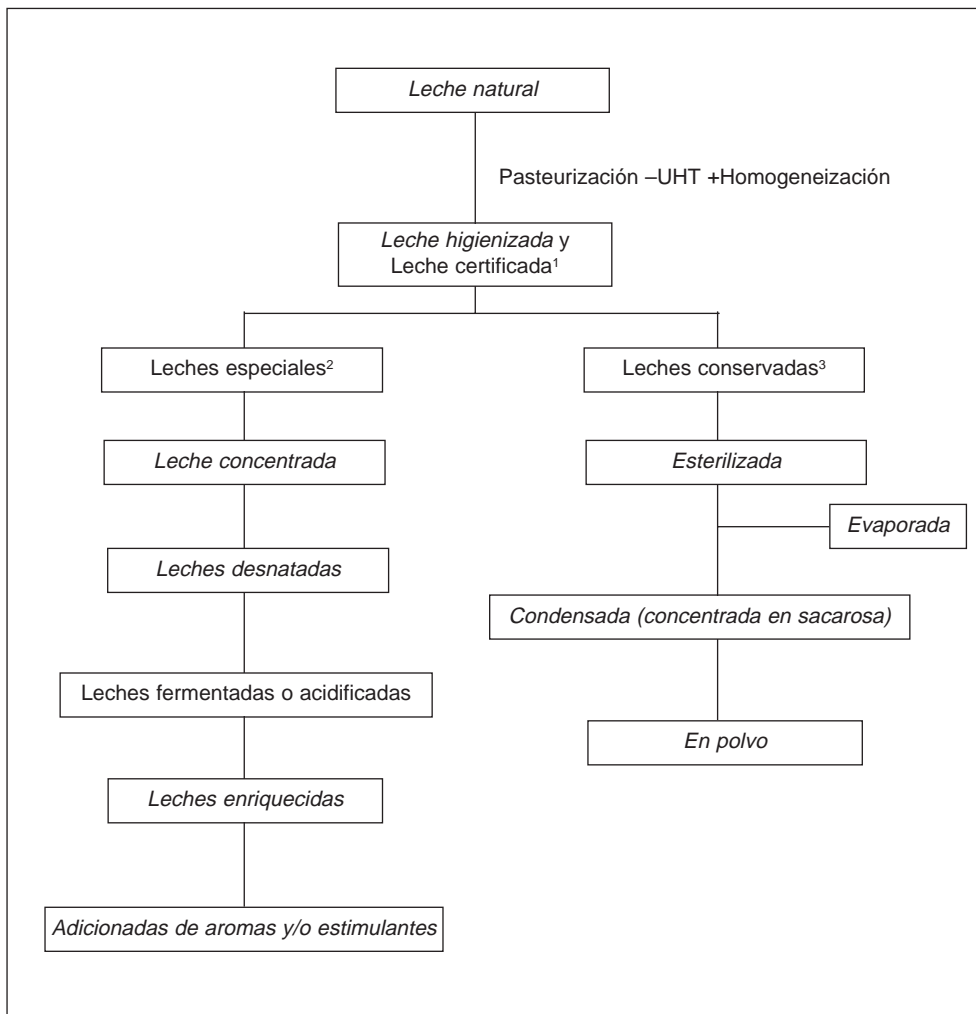 Leche natural
Pasteurización –UHT +Homogeneización
Leche higienizada y
Leche certificada¹
Leches especiales²
Leches conservadas³
Leche concentrada
Esterilizada
Evaporada
Leches desnatadas
Condensada (concentrada en sacarosa)
Leches fermentadas o acidificadas
En polvo
Leches enriquecidas
Adicionadas de aromas y/o estimulantes